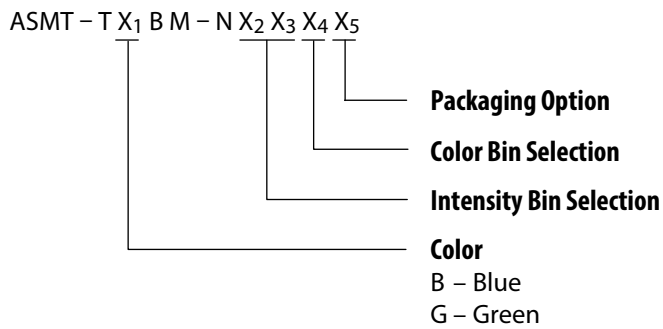 ASMT – T X1 B M – N X2 X3 X4 X5
Packaging Option
Color Bin Selection
Intensity Bin Selection
Color
B – Blue
G – Green